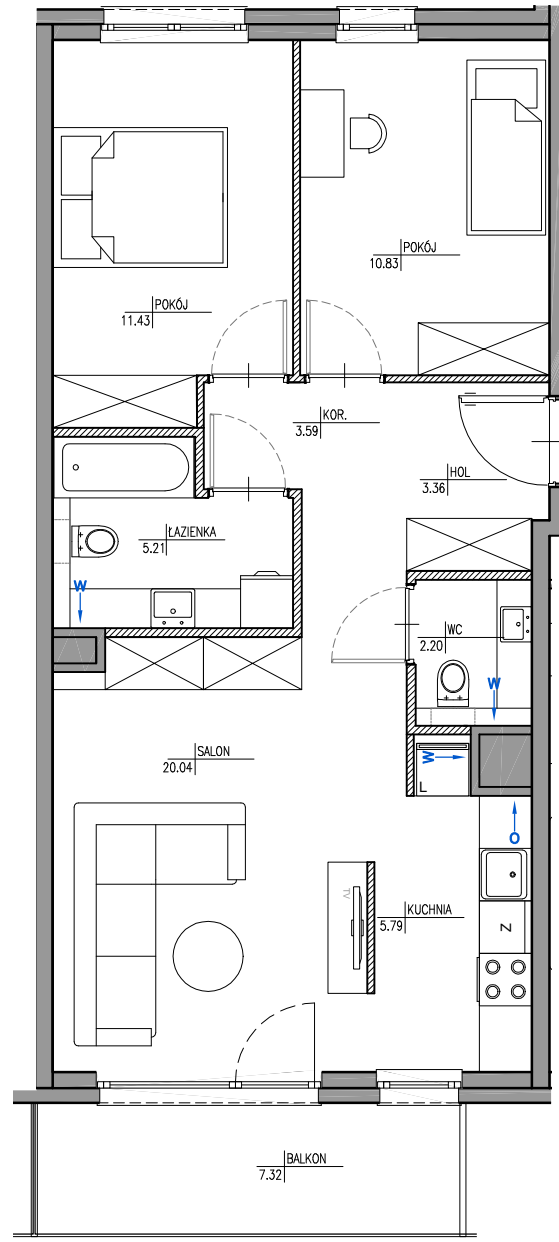 POKÓJ
10.83
POKÓJ
11.43
KOR.
3.59
HOL
3.36
ŁAZIENKA
5.21
W
WC
2.20
W
SALON
20.04
W
L
O
TV
KUCHNIA
5.79
Z
BALKON
7.32